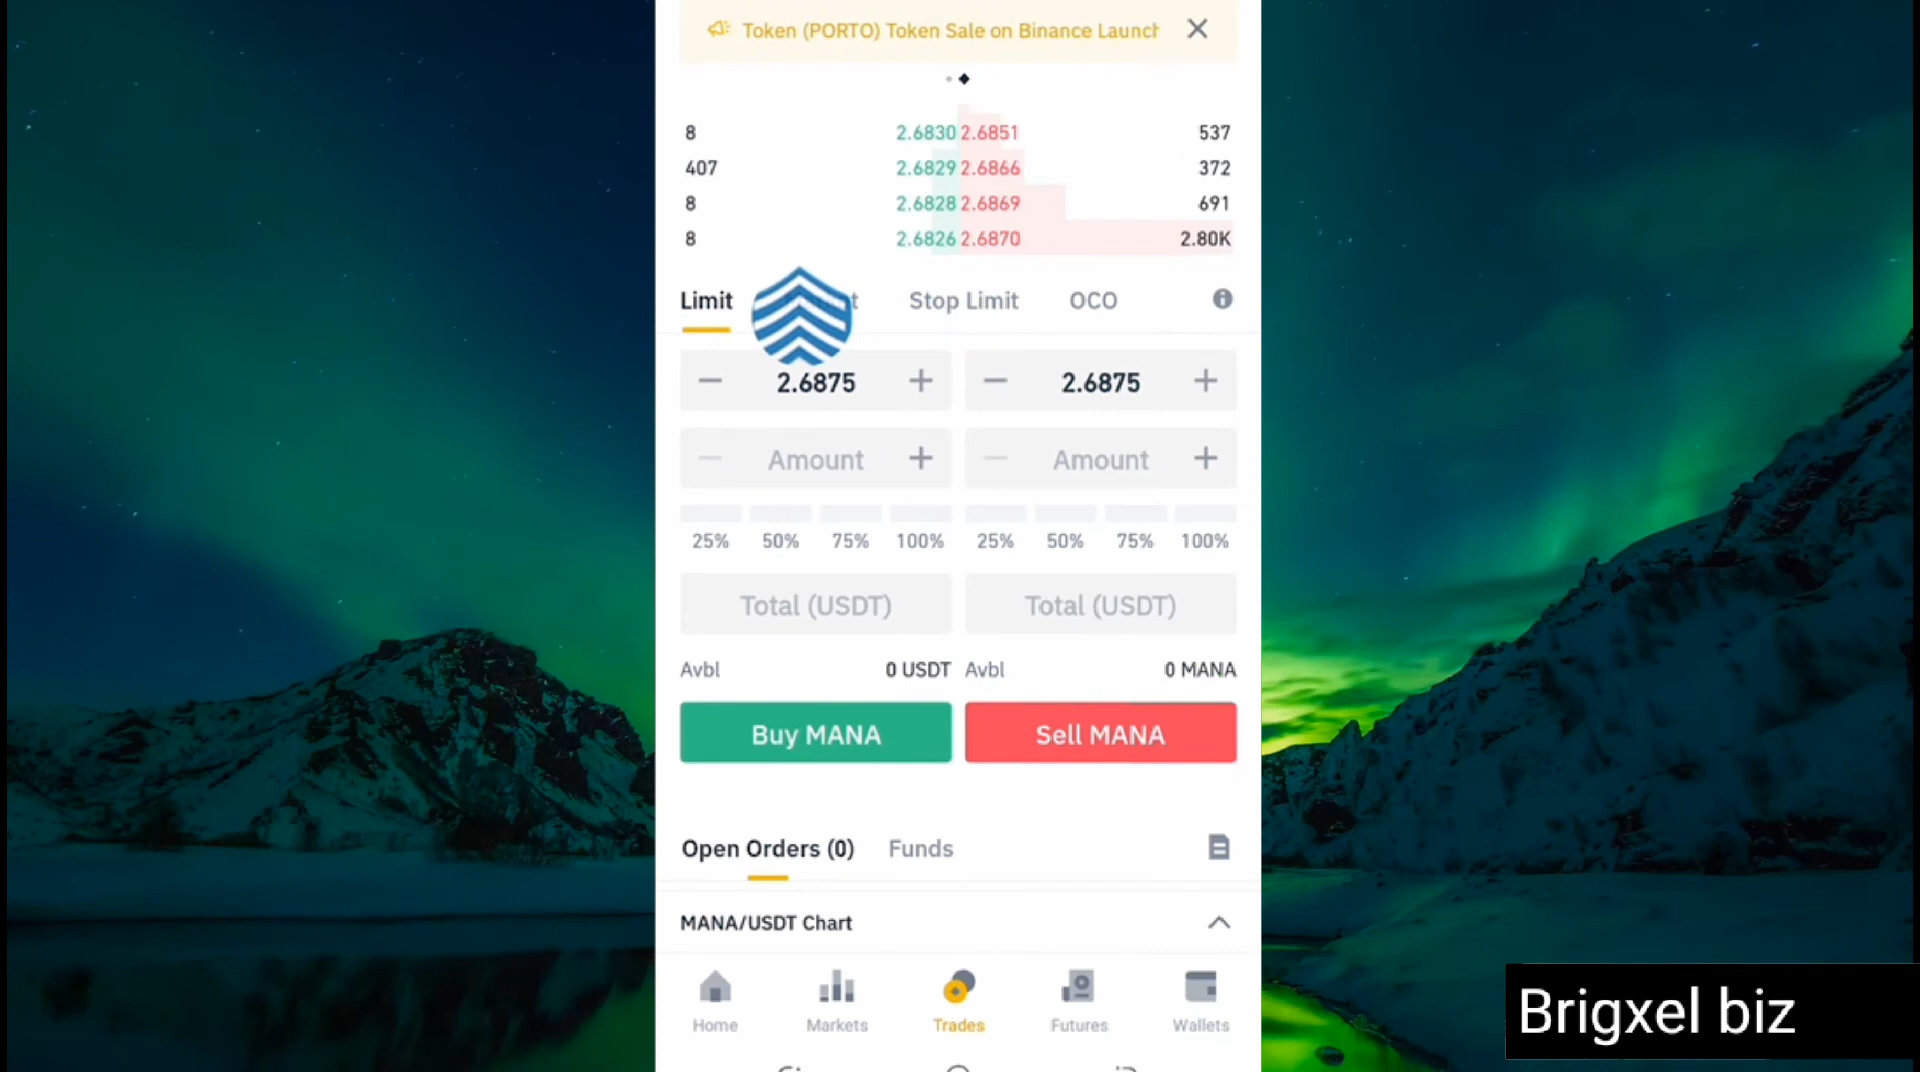 Token (PORTO) Token Sale on Binance Launch
8 2.6830 2.6851 537
407 2.6829 2.6866 372
8 2.6828 2.6869 691
8 2.6826 2.6870 2.80K
Limit Stop Limit OCO
2.6875 2.6875
Amount Amount
25% 50% 75% 100% 25% 50% 75% 100%
Total (USDT) Total (USDT)
Avbl 0 USDT Avbl 0 MANA
Buy MANA Sell MANA
Open Orders (0) Funds
MANA/USDT Chart
Home Markets Trades Futures Wallets
Brigxel biz